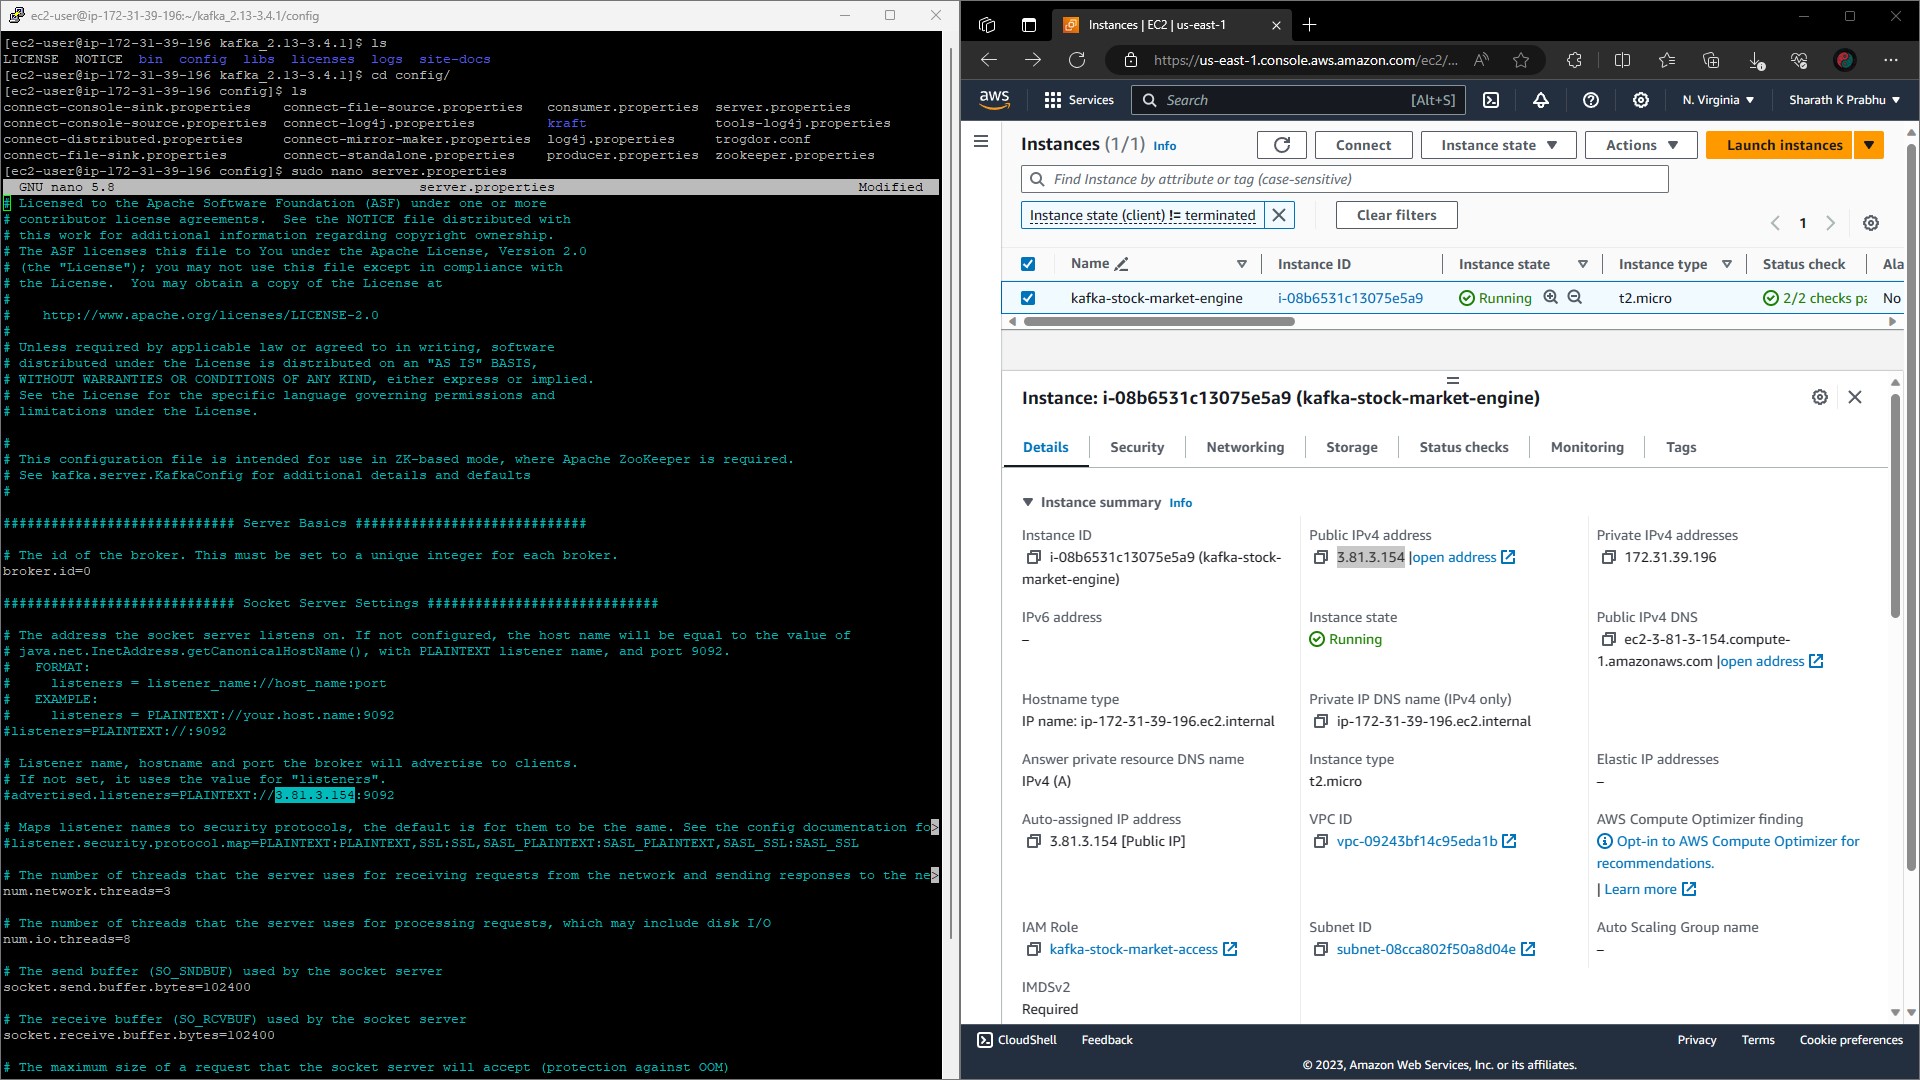 ec2-user@ip-172-31-39-196:~/kafka_2.13-3.4.1/config
[ec2-user@ip-172-31-39-196 kafka_2.13-3.4.1]$ ls
LICENSE  NOTICE  bin  config  libs  licenses  logs  site-docs
[ec2-user@ip-172-31-39-196 kafka_2.13-3.4.1]$ cd config/
[ec2-user@ip-172-31-39-196 config]$ ls
connect-console-sink.properties    connect-file-source.properties   consumer.properties  server.properties
connect-console-source.properties  connect-log4j.properties         kraft                tools-log4j.properties
connect-distributed.properties     connect-mirror-maker.properties  log4j.properties     trogdor.conf
connect-file-sink.properties       connect-standalone.properties    producer.properties  zookeeper.properties
[ec2-user@ip-172-31-39-196 config]$ sudo nano server.properties
GNU nano 5.8    server.properties    Modified
# Licensed to the Apache Software Foundation (ASF) under one or more
# contributor license agreements.  See the NOTICE file distributed with
# this work for additional information regarding copyright ownership.
# The ASF licenses this file to You under the Apache License, Version 2.0
# (the "License"); you may not use this file except in compliance with
# the License.  You may obtain a copy of the License at
#
#    http://www.apache.org/licenses/LICENSE-2.0
#
# Unless required by applicable law or agreed to in writing, software
# distributed under the License is distributed on an "AS IS" BASIS,
# WITHOUT WARRANTIES OR CONDITIONS OF ANY KIND, either express or implied.
# See the License for the specific language governing permissions and
# limitations under the License.
#
# This configuration file is intended for use in ZK-based mode, where Apache ZooKeeper is required.
# See kafka.server.KafkaConfig for additional details and defaults
#
############################# Server Basics #############################
# The id of the broker. This must be set to a unique integer for each broker.
broker.id=0
############################# Socket Server Settings #############################
# The address the socket server listens on. If not configured, the host name will be equal to the value of
# java.net.InetAddress.getCanonicalHostName(), with PLAINTEXT listener name, and port 9092.
#   FORMAT:
#     listeners = listener_name://host_name:port
#   EXAMPLE:
#     listeners = PLAINTEXT://your.host.name:9092
#listeners=PLAINTEXT://:9092
# Listener name, hostname and port the broker will advertise to clients.
# If not set, it uses the value for "listeners".
#advertised.listeners=PLAINTEXT://3.81.3.154:9092
# Maps listener names to security protocols, the default is for them to be the same. See the config documentation fo>
#listener.security.protocol.map=PLAINTEXT:PLAINTEXT,SSL:SSL,SASL_PLAINTEXT:SASL_PLAINTEXT,SASL_SSL:SASL_SSL
# The number of threads that the server uses for receiving requests from the network and sending responses to the ne>
num.network.threads=3
# The number of threads that the server uses for processing requests, which may include disk I/O
num.io.threads=8
# The send buffer (SO_SNDBUF) used by the socket server
socket.send.buffer.bytes=102400
# The receive buffer (SO_RCVBUF) used by the socket server
socket.receive.buffer.bytes=102400
# The maximum size of a request that the socket server will accept (protection against OOM)
Instances | EC2 | us-east-1
https://us-east-1.console.aws.amazon.com/ec2/...
aws Services Search [Alt+S] N. Virginia Sharath K Prabhu
Instances (1/1) Info Connect Instance state Actions Launch instances
Find Instance by attribute or tag (case-sensitive)
Instance state (client) != terminated Clear filters 1
Name Instance ID Instance state Instance type Status check Ala
kafka-stock-market-engine i-08b6531c13075e5a9 Running t2.micro 2/2 checks pa No
Instance: i-08b6531c13075e5a9 (kafka-stock-market-engine)
Details Security Networking Storage Status checks Monitoring Tags
Instance summary Info
Instance ID
i-08b6531c13075e5a9 (kafka-stock-
market-engine)
Public IPv4 address
3.81.3.154 |open address
Private IPv4 addresses
172.31.39.196
IPv6 address
–
Instance state
Running
Public IPv4 DNS
ec2-3-81-3-154.compute-
1.amazonaws.com |open address
Hostname type
IP name: ip-172-31-39-196.ec2.internal
Private IP DNS name (IPv4 only)
ip-172-31-39-196.ec2.internal
Answer private resource DNS name
IPv4 (A)
Instance type
t2.micro
Elastic IP addresses
–
Auto-assigned IP address
3.81.3.154 [Public IP]
VPC ID
vpc-09243bf14c95eda1b
AWS Compute Optimizer finding
Opt-in to AWS Compute Optimizer for
recommendations.
| Learn more
IAM Role
kafka-stock-market-access
Subnet ID
subnet-08cca802f50a8d04e
Auto Scaling Group name
–
IMDSv2
Required
CloudShell Feedback Privacy Terms Cookie preferences
© 2023, Amazon Web Services, Inc. or its affiliates.